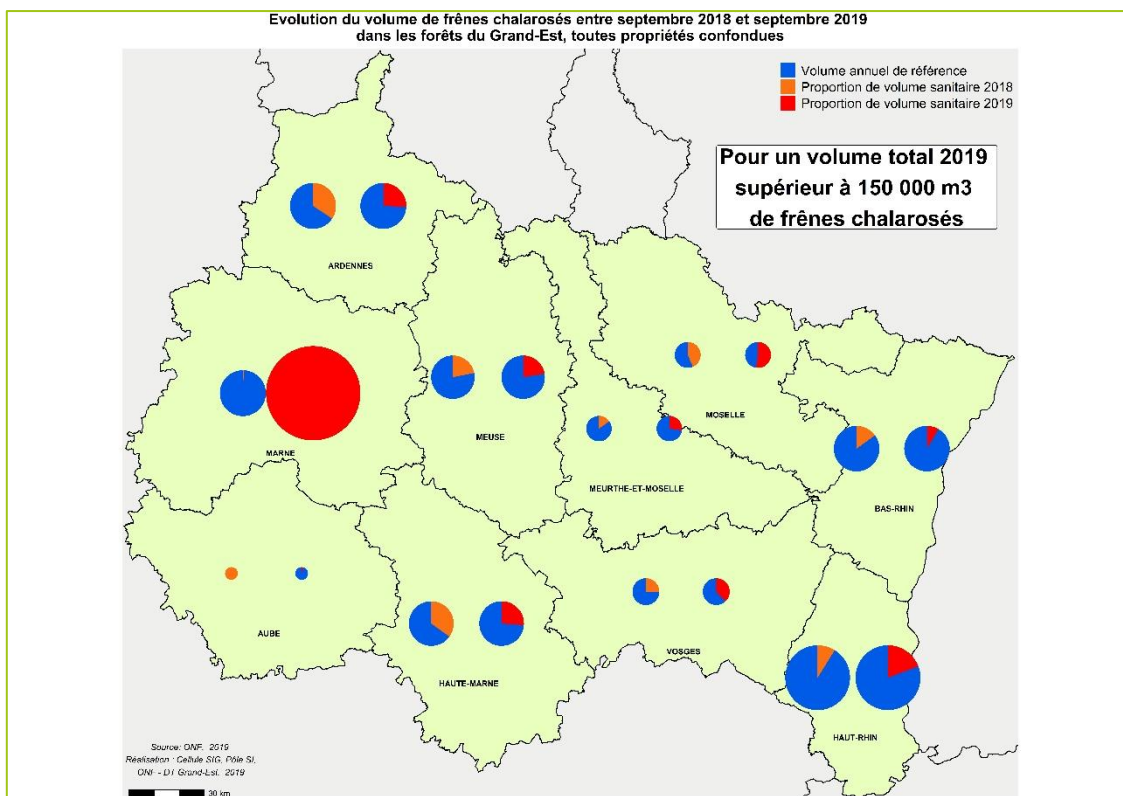 Evolution du volume de frênes chalarosés entre septembre 2018 et septembre 2019
dans les forêts du Grand-Est, toutes propriétés confondues
Volume annuel de référence
Proportion de volume sanitaire 2018
Proportion de volume sanitaire 2019
Pour un volume total 2019
supérieur à 150 000 m3
de frênes chalarosés
ARDENNES
MARNE
MEUSE
MOSELLE
MEURTHE-ET-MOSELLE
BAS-RHIN
AUBE
HAUTE-MARNE
VOSGES
HAUT-RHIN
Source: ONF, 2019
Réalisation : Cellule SIG, Pôle SI,
ONF - DT Grand-Est. 2019
30 km